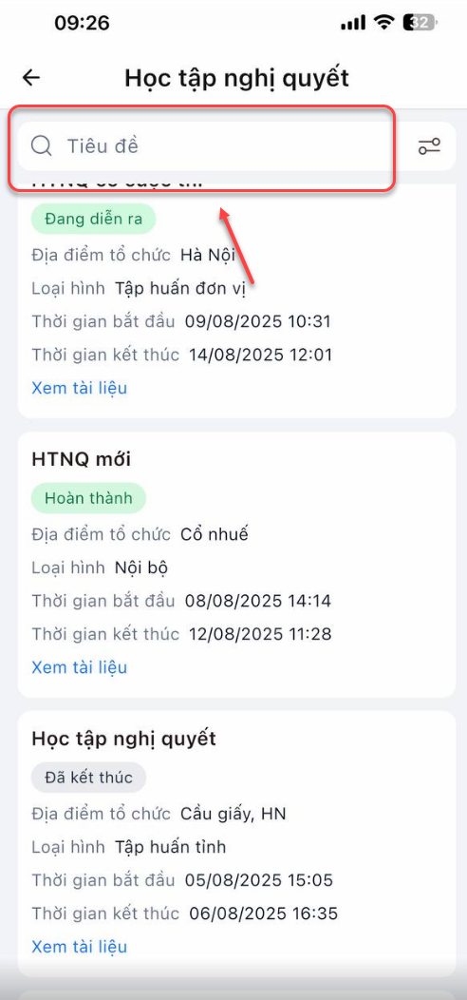 09:26
32
Học tập nghị quyết
Tiêu đề
Đang diễn ra
Địa điểm tổ chức Hà Nội
Loại hình Tập huấn đơn vị
Thời gian bắt đầu 09/08/2025 10:31
Thời gian kết thúc 14/08/2025 12:01
Xem tài liệu
HTNQ mới
Hoàn thành
Địa điểm tổ chức Cổ nhuế
Loại hình Nội bộ
Thời gian bắt đầu 08/08/2025 14:14
Thời gian kết thúc 12/08/2025 11:28
Xem tài liệu
Học tập nghị quyết
Đã kết thúc
Địa điểm tổ chức Cầu giấy, HN
Loại hình Tập huấn tỉnh
Thời gian bắt đầu 05/08/2025 15:05
Thời gian kết thúc 06/08/2025 16:35
Xem tài liệu